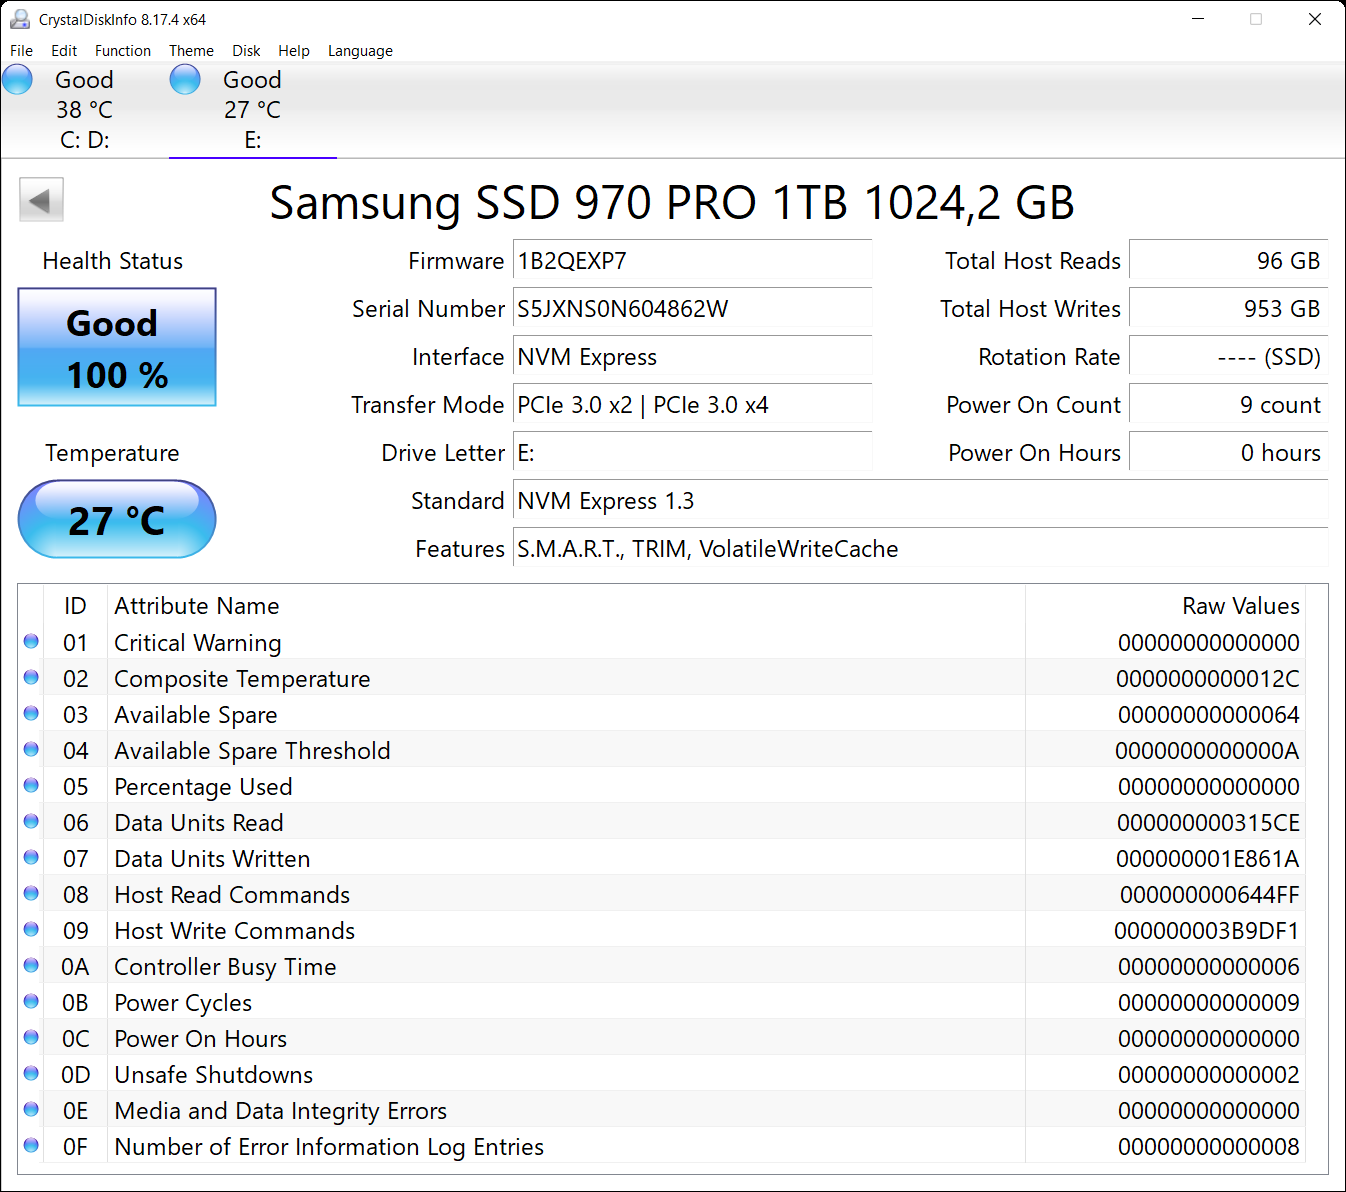 CrystalDiskInfo 8.17.4 x64
File Edit Function Theme Disk Help Language
Good Good
38 °C 27 °C
C: D: E:
Samsung SSD 970 PRO 1TB 1024,2 GB
Health Status
Good
100 %
Temperature
27 °C
Firmware 1B2QEXP7
Serial Number S5JXNS0N604862W
Interface NVM Express
Transfer Mode PCIe 3.0 x2 | PCIe 3.0 x4
Drive Letter E:
Standard NVM Express 1.3
Features S.M.A.R.T., TRIM, VolatileWriteCache
Total Host Reads 96 GB
Total Host Writes 953 GB
Rotation Rate ---- (SSD)
Power On Count 9 count
Power On Hours 0 hours
ID Attribute Name Raw Values
01 Critical Warning 00000000000000
02 Composite Temperature 0000000000012C
03 Available Spare 00000000000064
04 Available Spare Threshold 0000000000000A
05 Percentage Used 00000000000000
06 Data Units Read 000000000315CE
07 Data Units Written 000000001E861A
08 Host Read Commands 000000000644FF
09 Host Write Commands 000000003B9DF1
0A Controller Busy Time 00000000000006
0B Power Cycles 00000000000009
0C Power On Hours 00000000000000
0D Unsafe Shutdowns 00000000000002
0E Media and Data Integrity Errors 00000000000000
0F Number of Error Information Log Entries 00000000000008